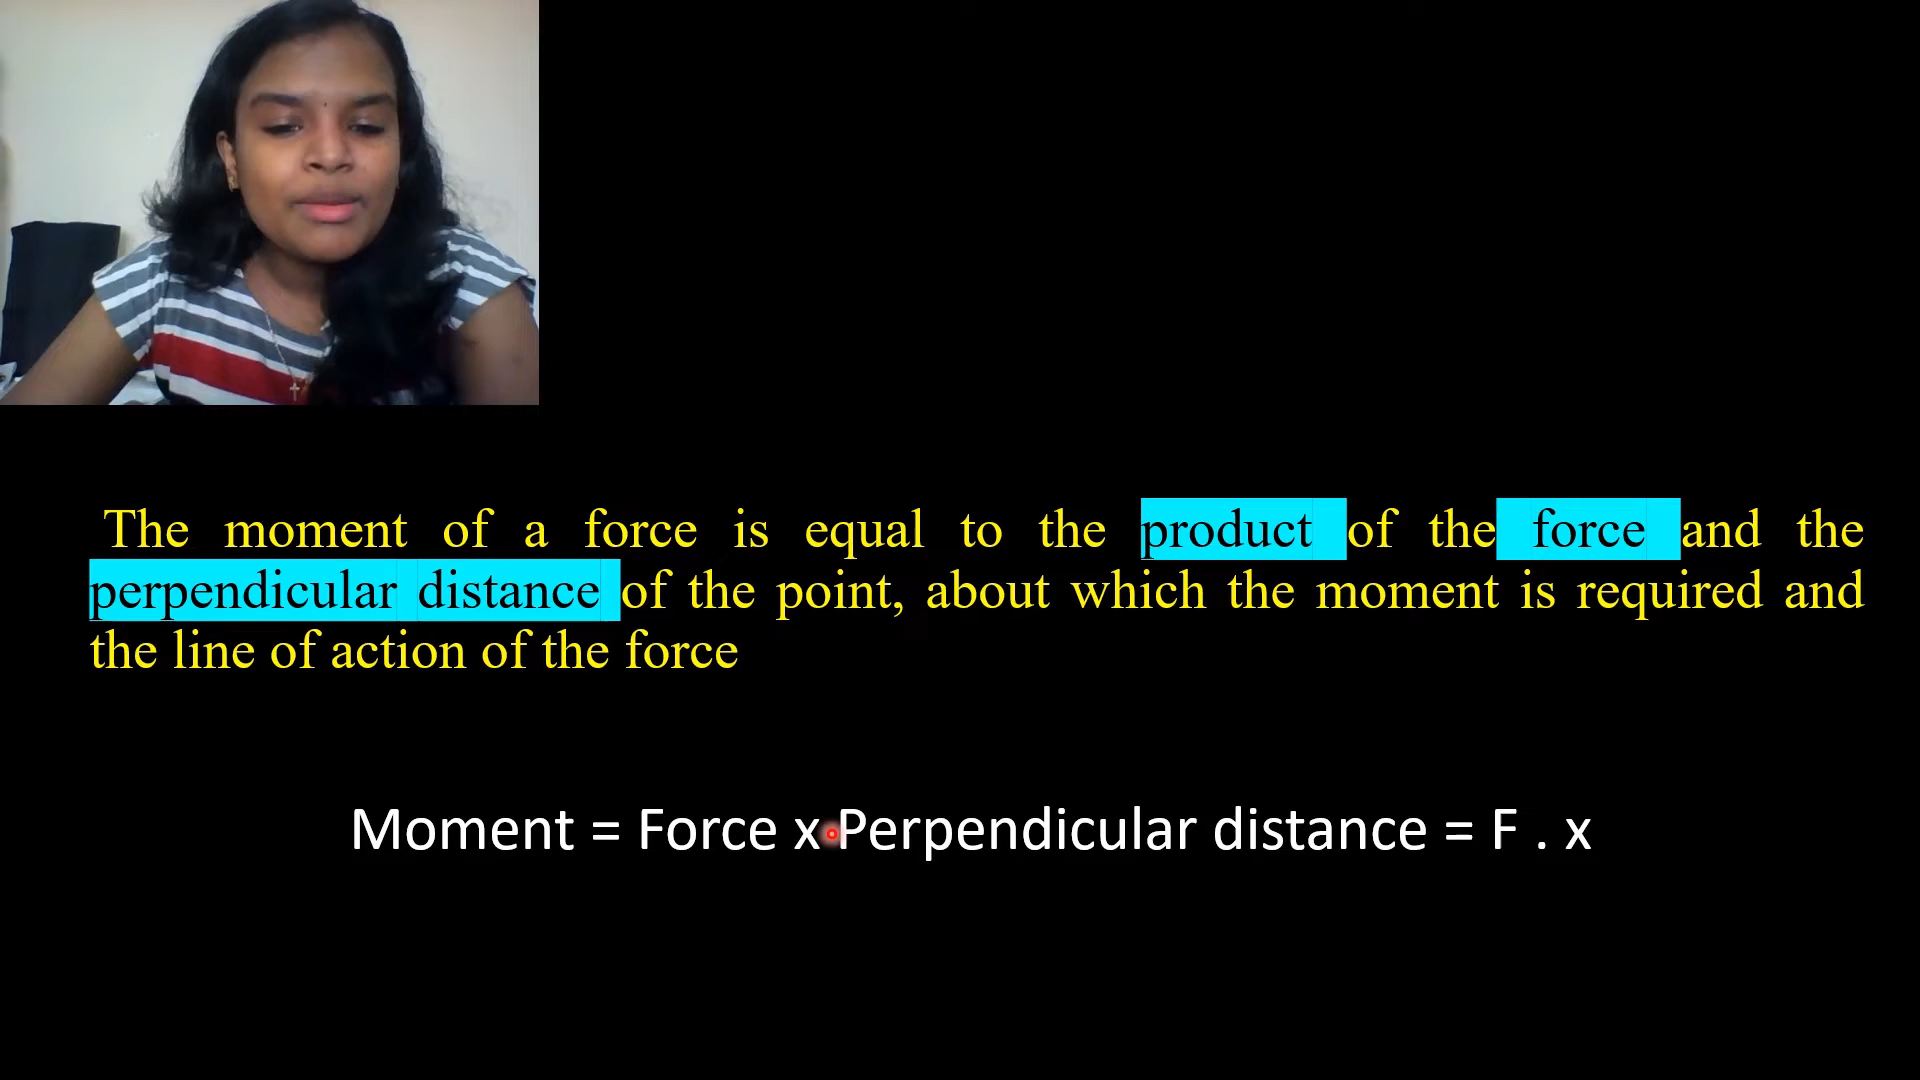 The moment of a force is equal to the product of the force and the
perpendicular distance of the point, about which the moment is required and
the line of action of the force
Moment = Force x Perpendicular distance = F . x